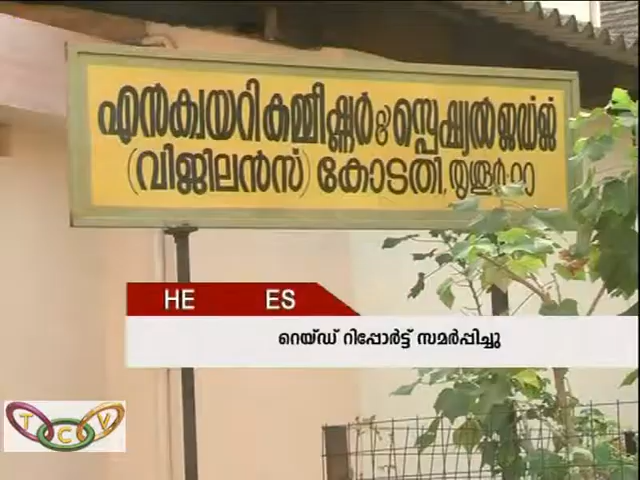 എൻക്വയറി കമ്മീഷ്ണർ & സ്പെഷ്യൽ ജഡ്ജ്
(വിജിലൻസ്) കോടതി, തൃശൂർ
HE ES
റെയ്ഡ് റിപ്പോർട്ട് സമർപ്പിച്ചു
TCV